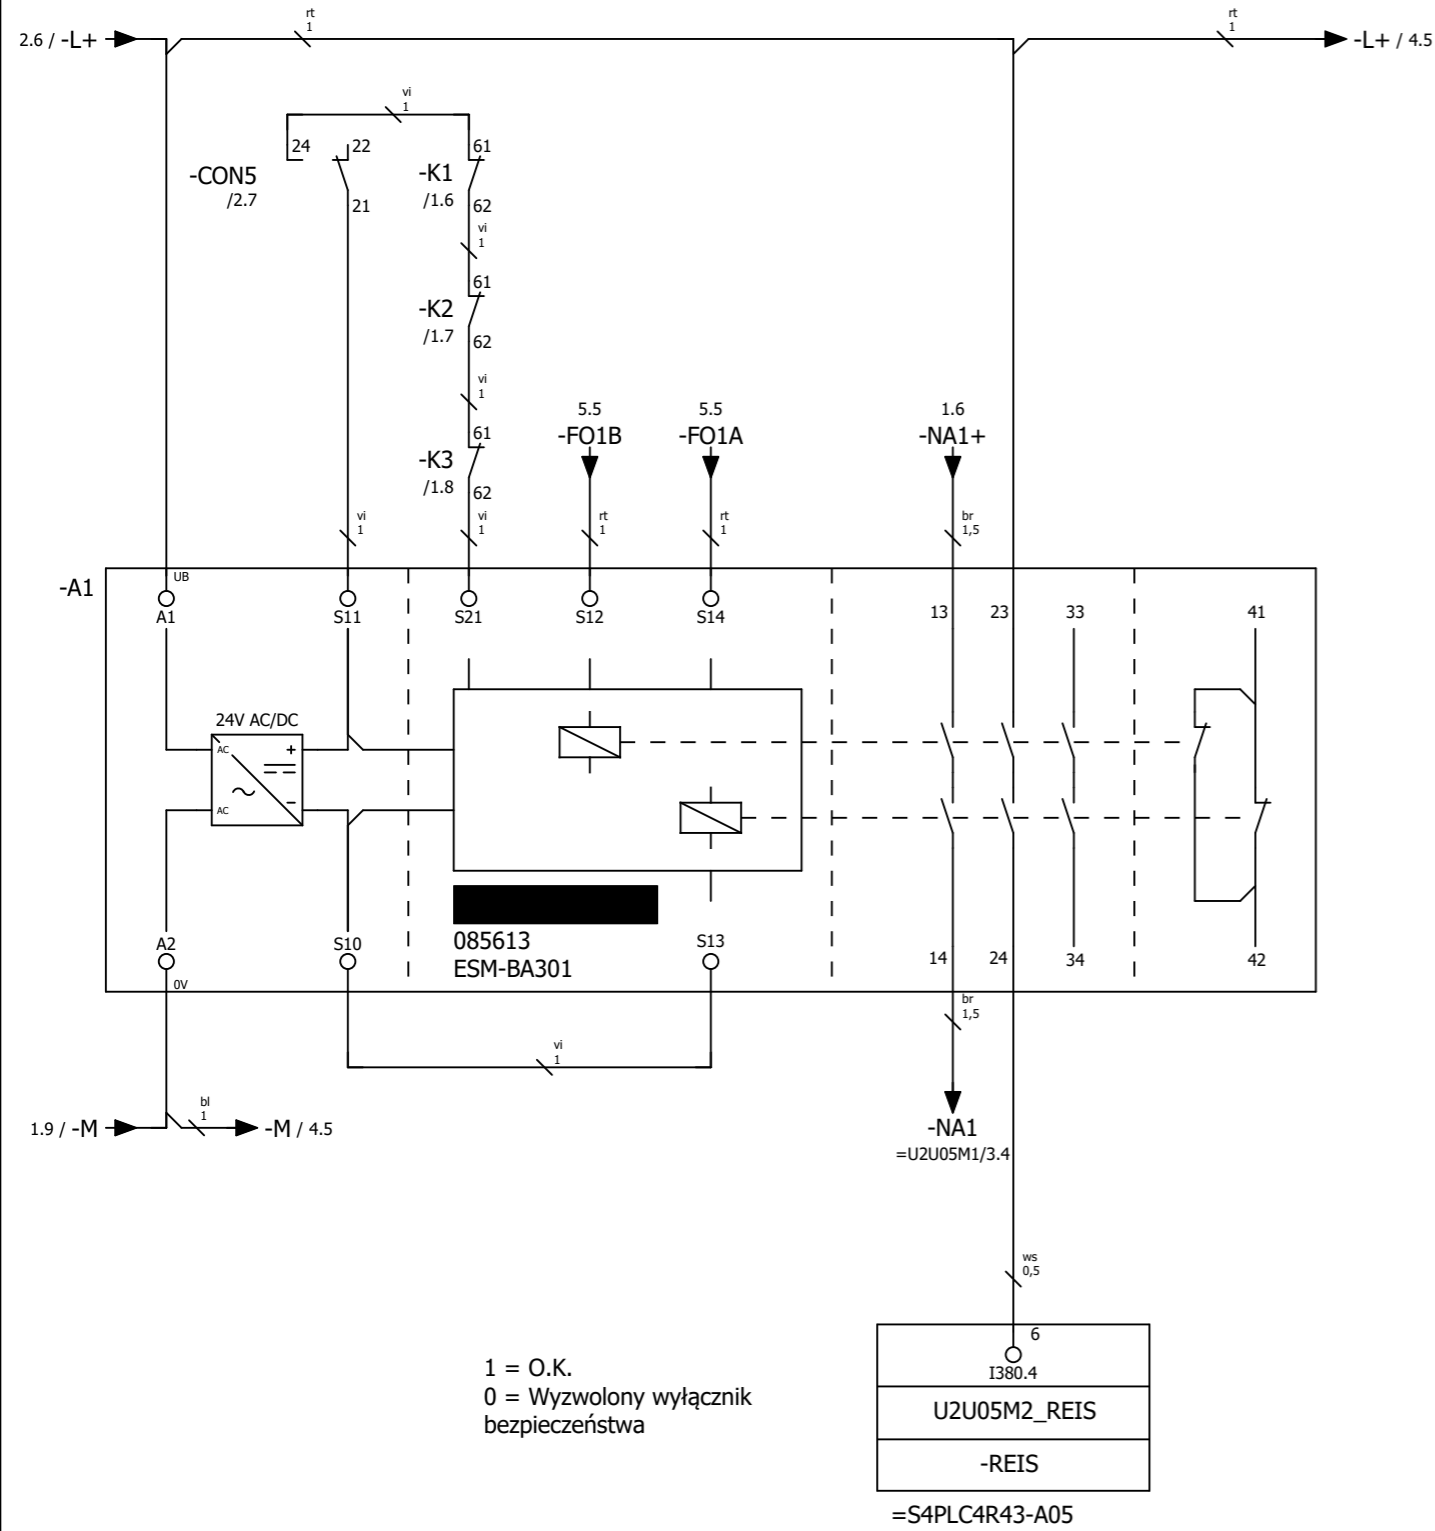 rt
1
rt
1
2.6 / -L+
-L+ / 4.5
vi
1
24
22
61
-CON5
/2.7
-K1
/1.6
21
62
vi
1
61
-K2
/1.7
62
vi
1
5.5
-FO1B
5.5
-FO1A
1.6
-NA1+
61
-K3
/1.8
62
vi
1
vi
1
rt
1
rt
1
br
1,5
-A1
UB
A1
S11
S21
S12
S14
13
23
33
41
24V AC/DC
AC
+
AC
-
085613
ESM-BA301
A2
S10
S13
14
24
34
42
0V
br
1,5
vi
1
1.9 / -M
bl
1
-M / 4.5
-NA1
=U2U05M1/3.4
ws
0,5
6
I380.4
1 = O.K.
0 = Wyzwolony wyłącznik
bezpieczeństwa
U2U05M2_REIS
-REIS
=S4PLC4R43-A05